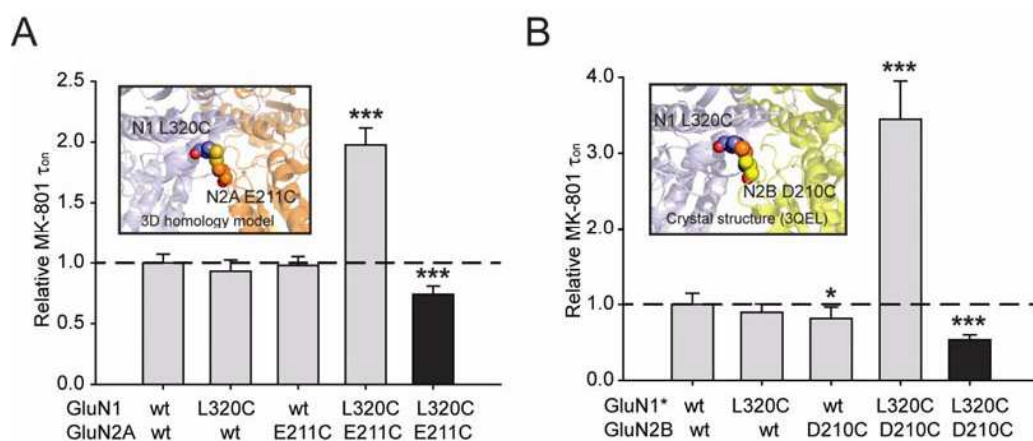 A
Relative MK-801 τon
2.5
2.0
1.5
1.0
0.5
0.0
N1 L320C
N2A E211C
3D homology model
***
***
GluN1 wt L320C wt L320C L320C
GluN2A wt wt E211C E211C E211C
B
Relative MK-801 τon
4.0
3.0
2.0
1.0
0.0
N1 L320C
N2B D210C
Crystal structure (3QEL)
*
***
***
GluN1* wt L320C wt L320C L320C
GluN2B wt wt D210C D210C D210C